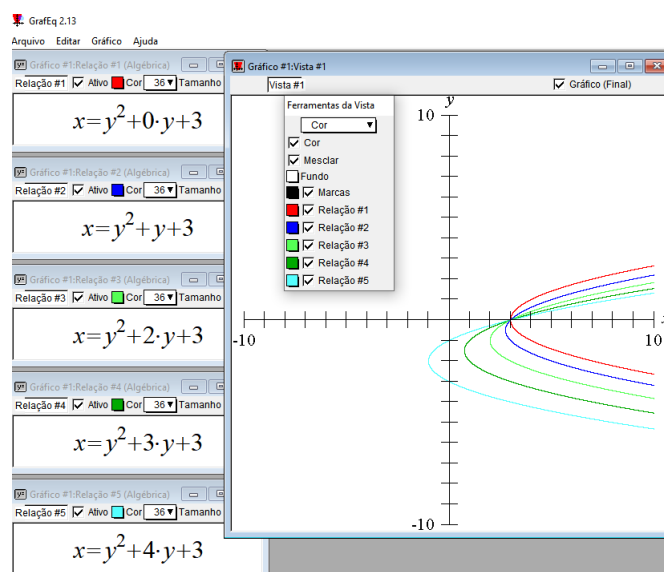 GrafEq 2.13
Arquivo Editar Gráfico Ajuda
Gráfico #1:Relação #1 (Algébrica)
Relação #1 Ativo Cor 36 Tamanho
x=y²+0·y+3
Gráfico #1:Relação #2 (Algébrica)
Relação #2 Ativo Cor 36 Tamanho
x=y²+y+3
Gráfico #1:Relação #3 (Algébrica)
Relação #3 Ativo Cor 36 Tamanho
x=y²+2·y+3
Gráfico #1:Relação #4 (Algébrica)
Relação #4 Ativo Cor 36 Tamanho
x=y²+3·y+3
Gráfico #1:Relação #5 (Algébrica)
Relação #5 Ativo Cor 36 Tamanho
x=y²+4·y+3
Gráfico #1:Vista #1
Vista #1 Gráfico (Final)
Ferramentas da Vista
Cor
Cor
Mesclar
Fundo
Marcas
Relação #1
Relação #2
Relação #3
Relação #4
Relação #5
y
10
-10 10
-10